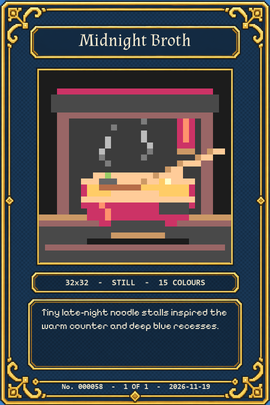 Midnight Broth
32x32 - STILL - 15 COLOURS
Tiny late-night noodle stalls inspired the
warm counter and deep blue recesses.
No. 000058 - 1 OF 1 - 2026-11-19